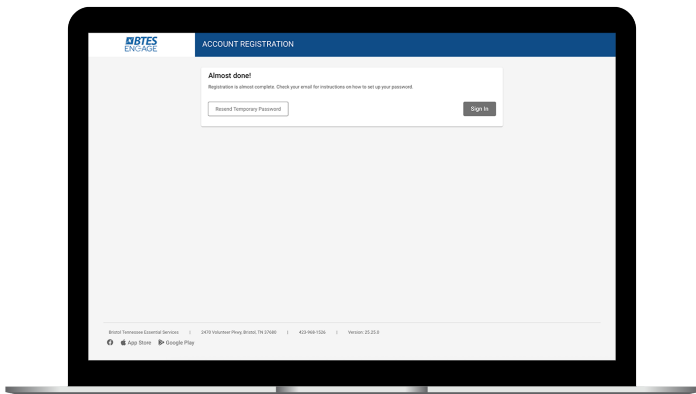 BTES
ENGAGE
ACCOUNT REGISTRATION
Almost done!
Registration is almost complete. Check your email for instructions on how to set up your password.
Resend Temporary Password
Sign In
Bristol Tennessee Essential Services | 2470 Volunteer Pkwy, Bristol, TN 37680 | 423-968-1526 | Version: 25.25.0
App Store Google Play